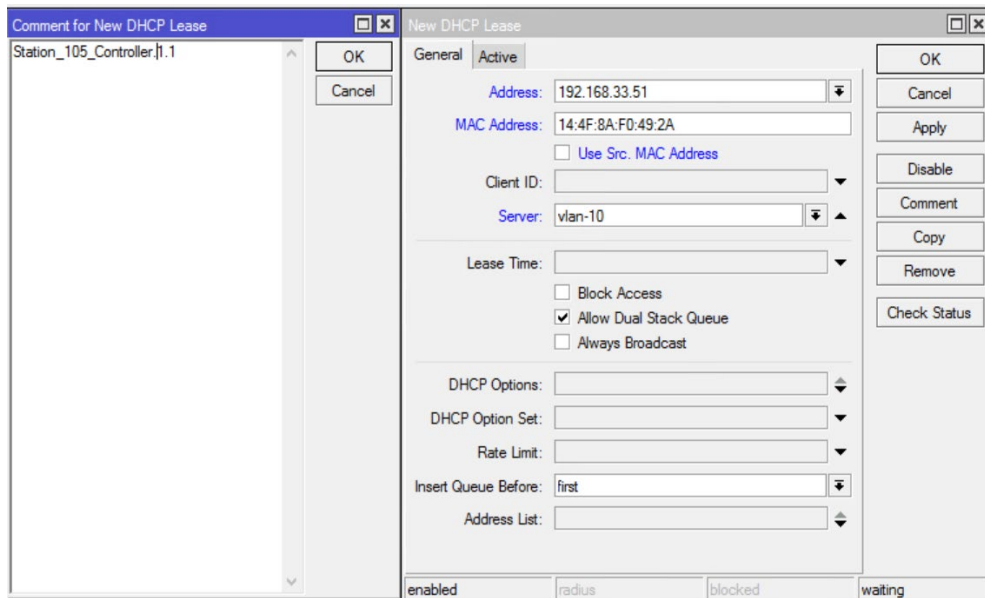 Comment for New DHCP Lease
Station_105_Controller.1.1
OK
Cancel
New DHCP Lease
General
Active
Address: 192.168.33.51
MAC Address: 14:4F:8A:F0:49:2A
Use Src. MAC Address
Client ID:
Server: vlan-10
Lease Time:
Block Access
Allow Dual Stack Queue
Always Broadcast
DHCP Options:
DHCP Option Set:
Rate Limit:
Insert Queue Before: first
Address List:
OK
Cancel
Apply
Disable
Comment
Copy
Remove
Check Status
enabled
radius
blocked
waiting